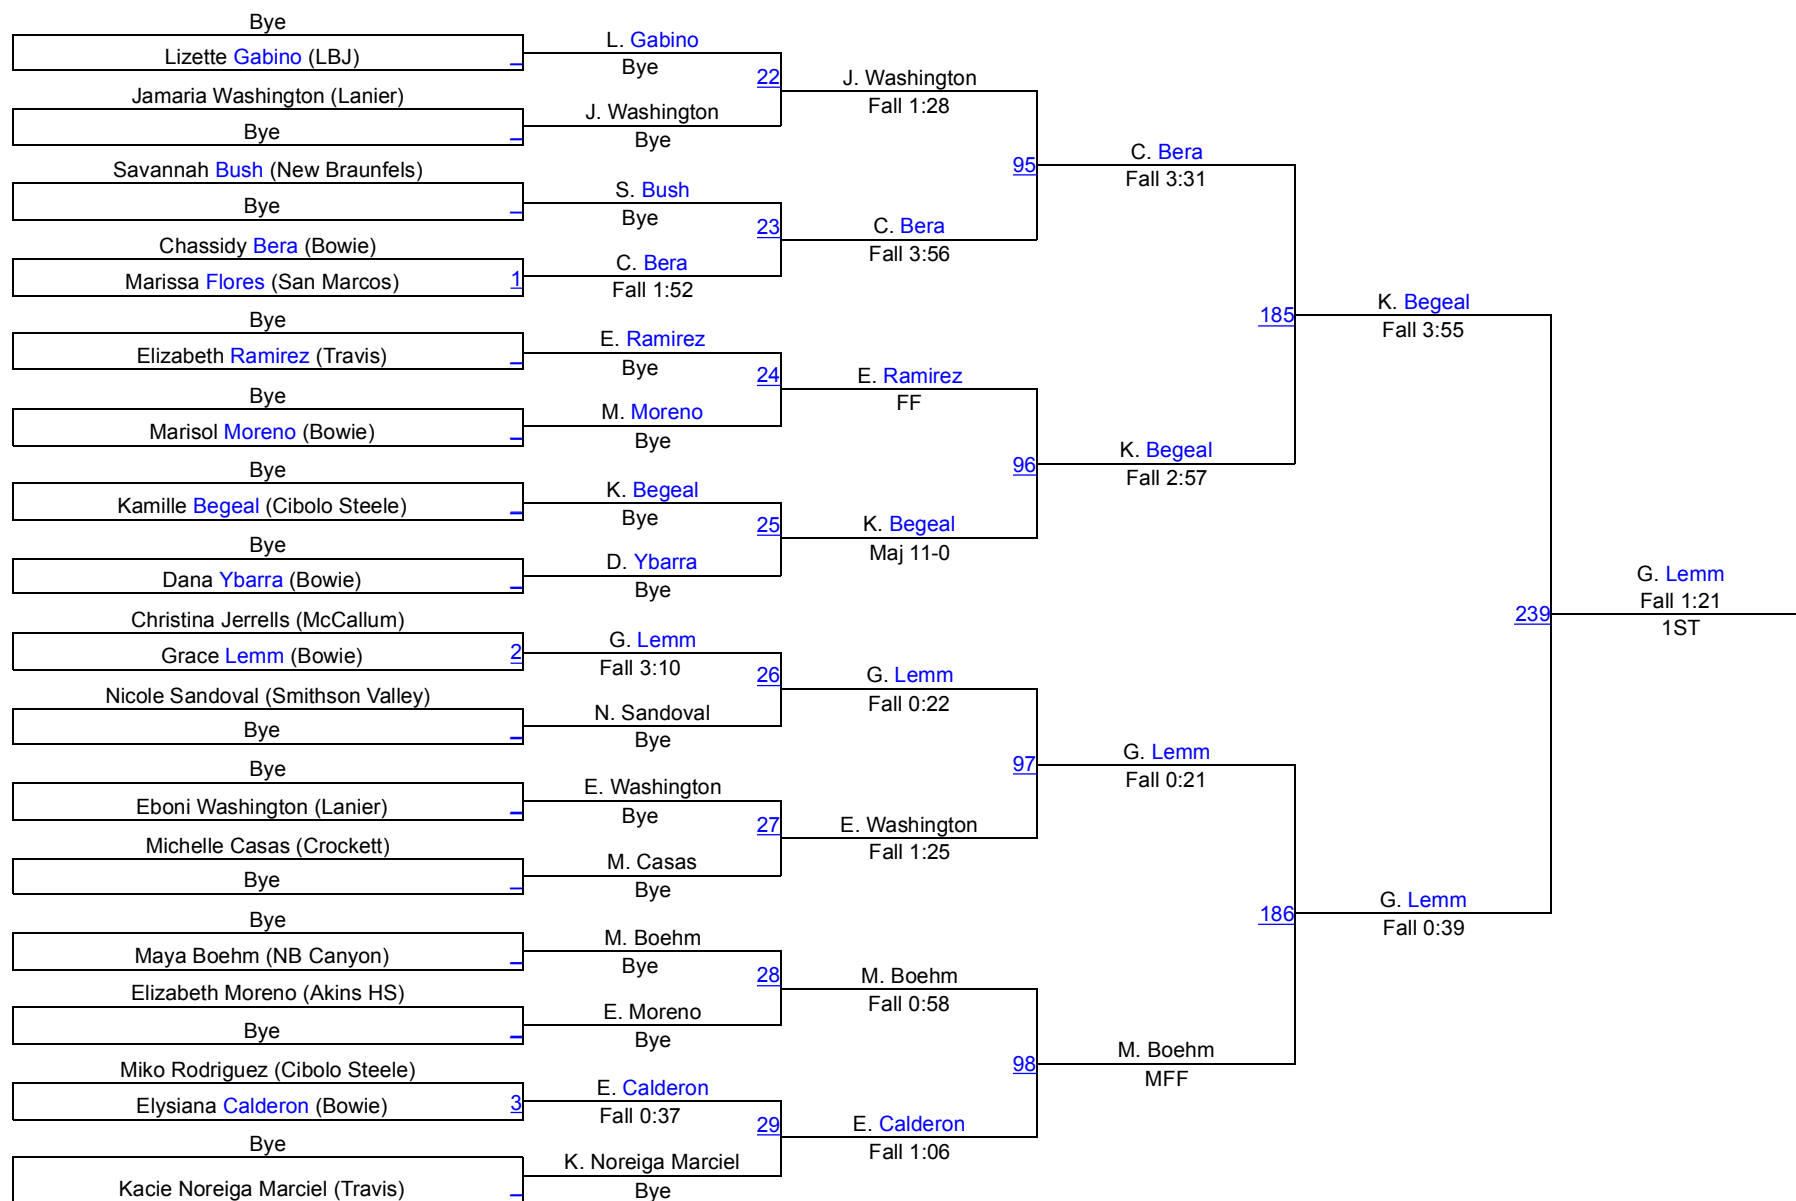 Bye
Lizette Gabino (LBJ)
Jamaria Washington (Lanier)
Bye
Savannah Bush (New Braunfels)
Bye
Chassidy Bera (Bowie)
Marissa Flores (San Marcos)
1
Bye
Elizabeth Ramirez (Travis)
Bye
Marisol Moreno (Bowie)
Bye
Kamille Begeal (Cibolo Steele)
Bye
Dana Ybarra (Bowie)
Christina Jerrells (McCallum)
Grace Lemm (Bowie)
2
Nicole Sandoval (Smithson Valley)
Bye
Bye
Eboni Washington (Lanier)
Michelle Casas (Crockett)
Bye
Bye
Maya Boehm (NB Canyon)
Elizabeth Moreno (Akins HS)
Bye
Miko Rodriguez (Cibolo Steele)
Elysiana Calderon (Bowie)
3
Bye
Kacie Noreiga Marciel (Travis)
L. Gabino
Bye
22
J. Washington
Bye
S. Bush
Bye
23
C. Bera
Fall 1:52
E. Ramirez
Bye
24
M. Moreno
Bye
K. Begeal
Bye
25
D. Ybarra
Bye
G. Lemm
Fall 3:10
26
N. Sandoval
Bye
E. Washington
Bye
27
M. Casas
Bye
M. Boehm
Bye
28
E. Moreno
Bye
E. Calderon
Fall 0:37
29
K. Noreiga Marciel
Bye
J. Washington
Fall 1:28
95
C. Bera
Fall 3:56
E. Ramirez
FF
96
K. Begeal
Maj 11-0
G. Lemm
Fall 0:22
97
E. Washington
Fall 1:25
M. Boehm
Fall 0:58
98
E. Calderon
Fall 1:06
C. Bera
Fall 3:31
185
K. Begeal
Fall 2:57
G. Lemm
Fall 0:21
186
M. Boehm
MFF
K. Begeal
Fall 3:55
239
G. Lemm
Fall 0:39
G. Lemm
Fall 1:21
1ST